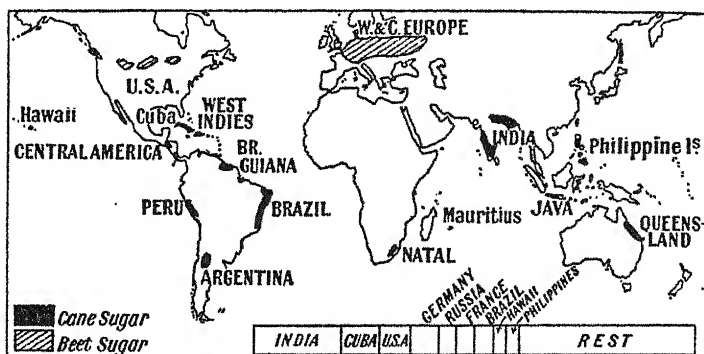 W. & C. EUROPE
U.S.A.
Hawaii
Cuba
WEST
INDIES
INDIA
Philippine Is
CENTRAL AMERICA
BR.
GUIANA
PERU
BRAZIL
Mauritius
JAVA
QUEENS-
LAND
NATAL
ARGENTINA
Cane Sugar
Beet Sugar
GERMANY
RUSSIA
FRANCE
BRAZIL
HAWAII
PHILIPPINES
INDIA
CUBA
U.S.A
REST